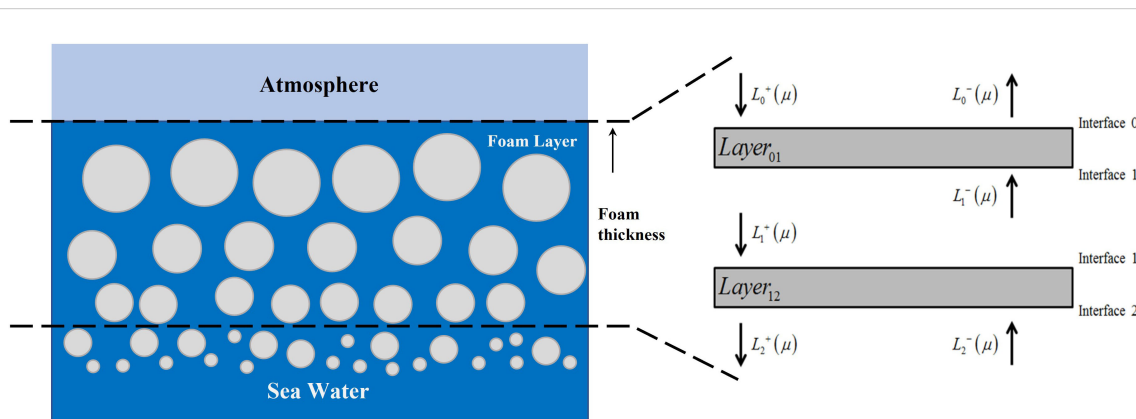 Atmosphere
Foam Layer
Foam
thickness
Sea Water
L₀⁺(μ)
L₀⁻(μ)
Interface 0
Layer₀₁
Interface 1
L₁⁻(μ)
L₁⁺(μ)
Interface 1
Layer₁₂
Interface 2
L₂⁺(μ)
L₂⁻(μ)